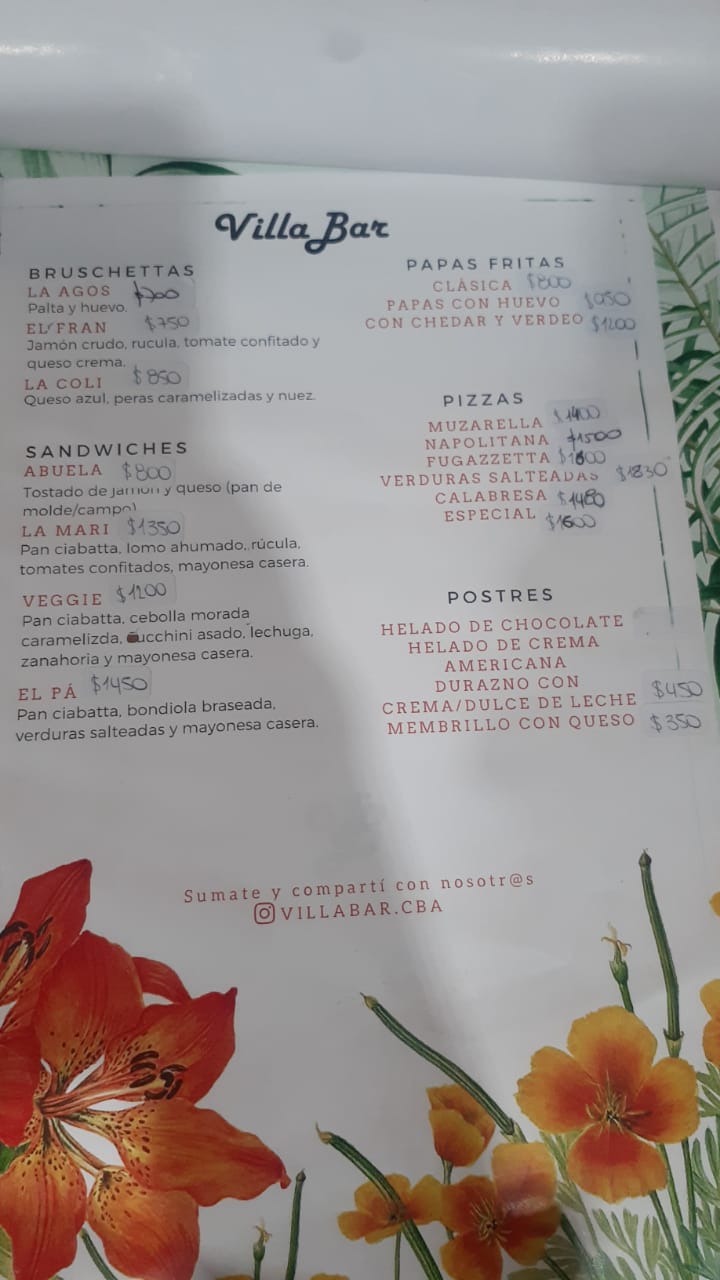 Villa Bar
BRUSCHETTAS
LA AGOS $700
Palta y huevo.
EL FRAN $750
Jamón crudo, rucula, tomate confitado y
queso crema.
LA COLI $850
Queso azul, peras caramelizadas y nuez.
SANDWICHES
ABUELA $800
Tostado de jamón y queso (pan de
molde/campo)
LA MARI $1350
Pan ciabatta, lomo ahumado, rúcula,
tomates confitados, mayonesa casera.
VEGGIE $1200
Pan ciabatta, cebolla morada
caramelizda, zucchini asado, lechuga,
zanahoria y mayonesa casera.
EL PÁ $1450
Pan ciabatta, bondiola braseada,
verduras salteadas y mayonesa casera.
PAPAS FRITAS
CLÁSICA $800
PAPAS CON HUEVO
CON CHEDAR Y VERDEO $1200
PIZZAS
MUZARELLA $1400
NAPOLITANA $1500
FUGAZZETTA $1600
VERDURAS SALTEADAS $1830
CALABRESA $1480
ESPECIAL $1600
POSTRES
HELADO DE CHOCOLATE
HELADO DE CREMA
AMERICANA
DURAZNO CON
CREMA/DULCE DE LECHE $450
MEMBRILLO CON QUESO $350
Sumate y compartí con nosotr@s
VILLABAR.CBA